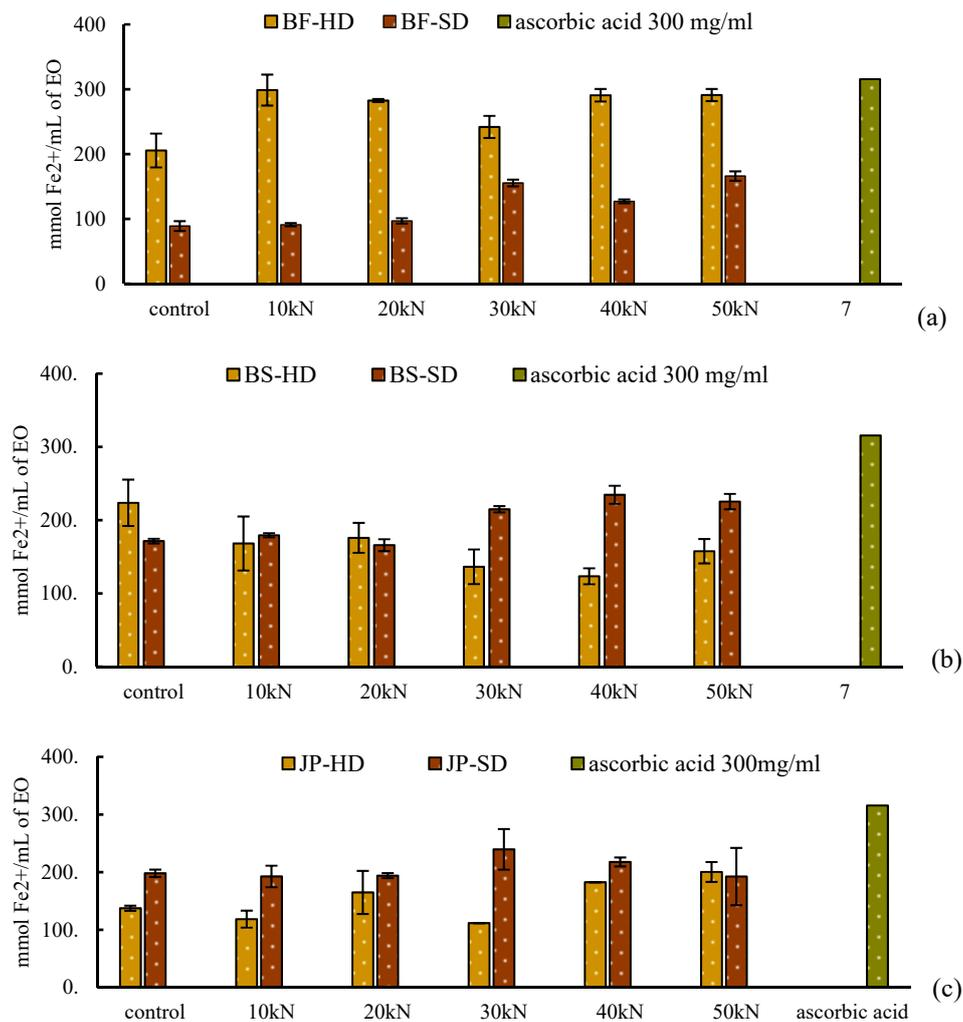 BF-HD BF-SD ascorbic acid 300 mg/ml
mmol Fe2+/mL of EO
400
300
200
100
0
control 10kN 20kN 30kN 40kN 50kN 7
(a)
BS-HD BS-SD ascorbic acid 300 mg/ml
mmol Fe2+/mL of EO
400.
300.
200.
100.
0.
control 10kN 20kN 30kN 40kN 50kN 7
(b)
JP-HD JP-SD ascorbic acid 300mg/ml
mmol Fe2+/mL of EO
400.
300.
200.
100.
0.
control 10kN 20kN 30kN 40kN 50kN ascorbic acid
(c)